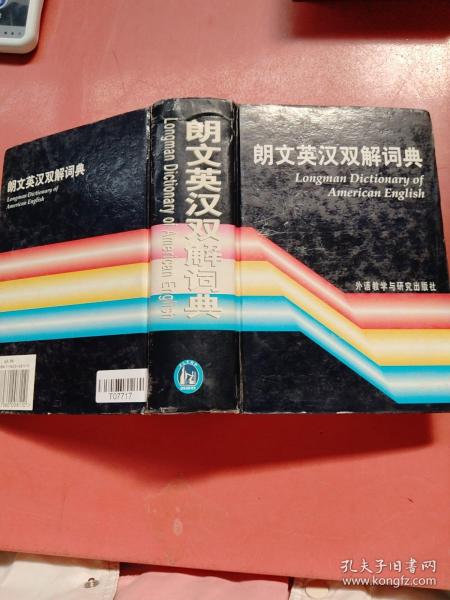 朗文英汉双解词典
Longman Dictionary of
American English
T07717
朗文英汉双解词典
Longman Dictionary of American English
朗文英汉双解词典
Longman Dictionary of
American English
外语教学与研究出版社
孔夫子旧书网
www.kongfz.com